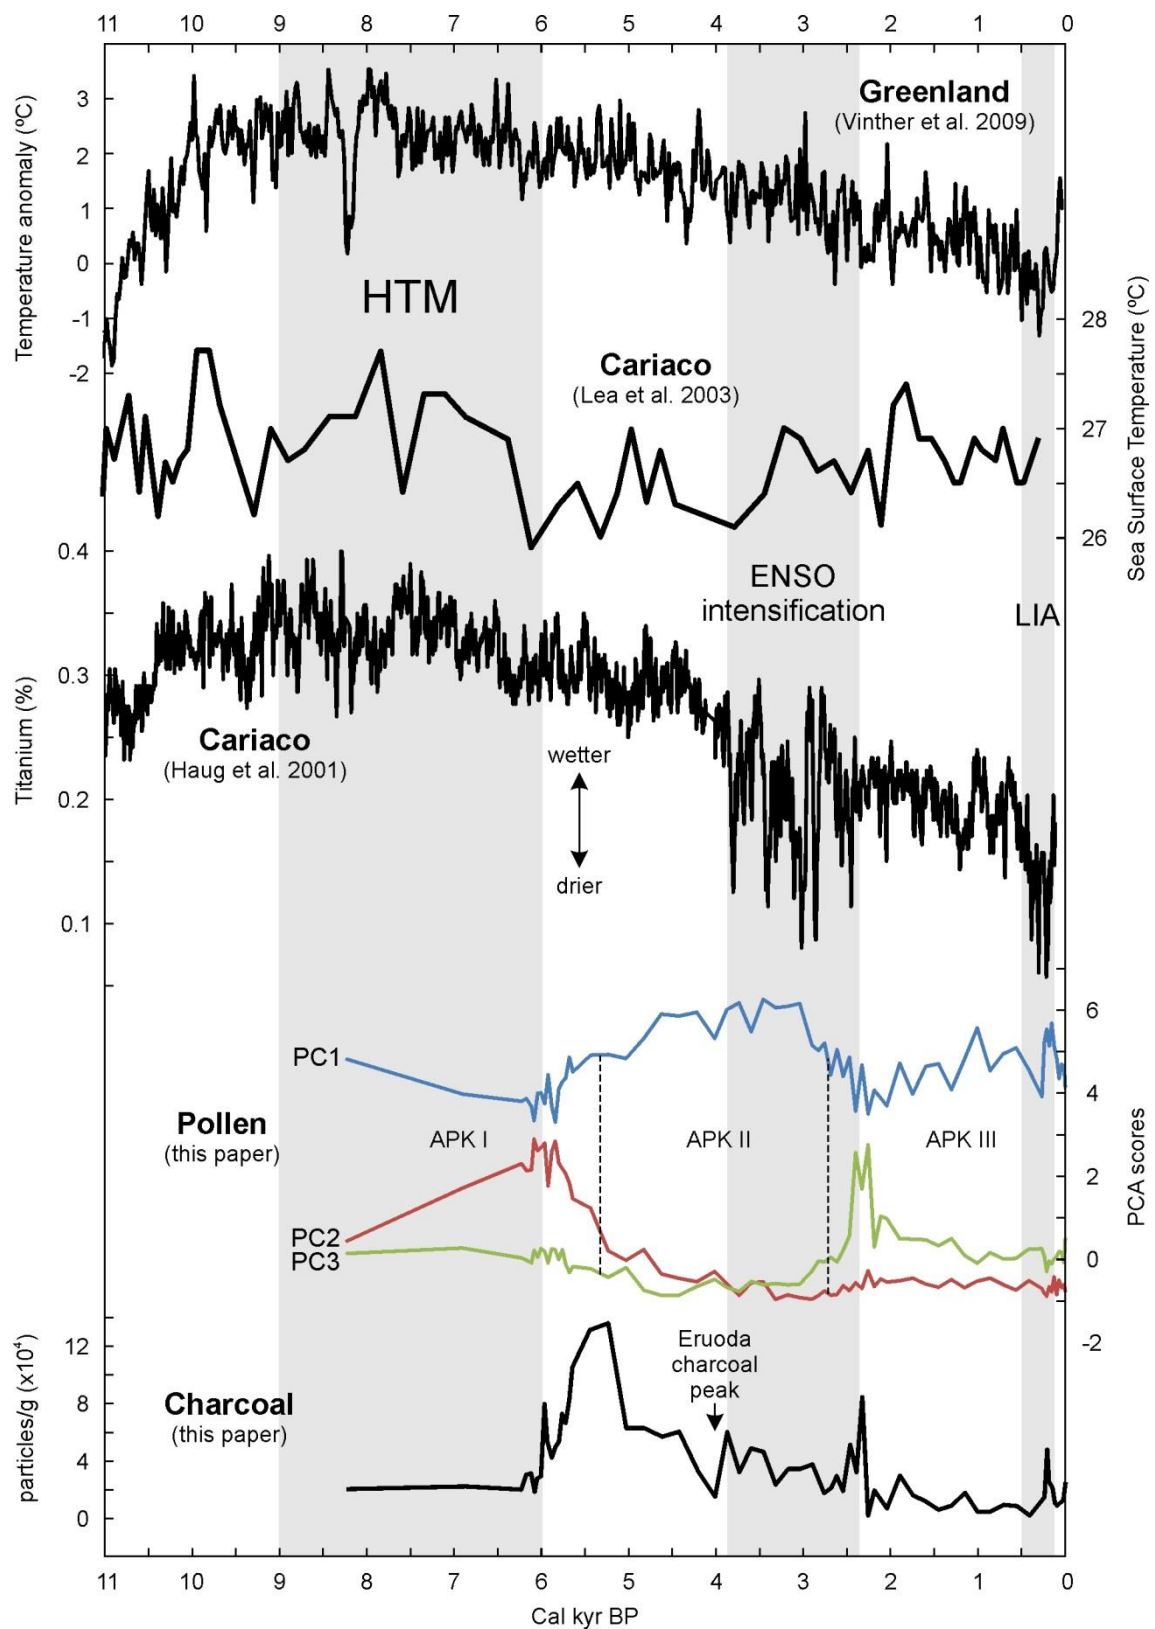 11 10 9 8 7 6 5 4 3 2 1 0
Temperature anomaly (ºC)
3
2
1
0
-1
-2
Greenland
(Vinther et al. 2009)
HTM
Sea Surface Temperature (ºC)
28
27
26
Cariaco
(Lea et al. 2003)
Titanium (%)
0.4
0.3
0.2
0.1
ENSO
intensification
LIA
Cariaco
(Haug et al. 2001)
wetter
drier
PCA scores
6
4
2
0
-2
PC1
Pollen
(this paper)
APK I
APK II
APK III
PC2
PC3
particles/g (x10⁴)
12
8
4
0
Eruoda
charcoal
peak
Charcoal
(this paper)
11 10 9 8 7 6 5 4 3 2 1 0
Cal kyr BP